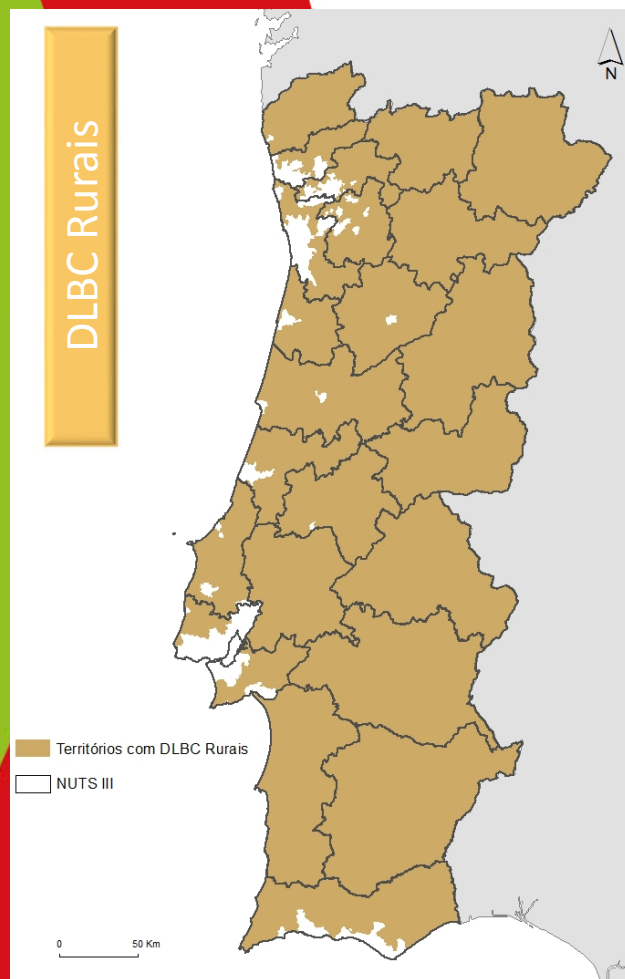 DLBC Rurais
N
Territórios com DLBC Rurais
NUTS III
0 50 Km